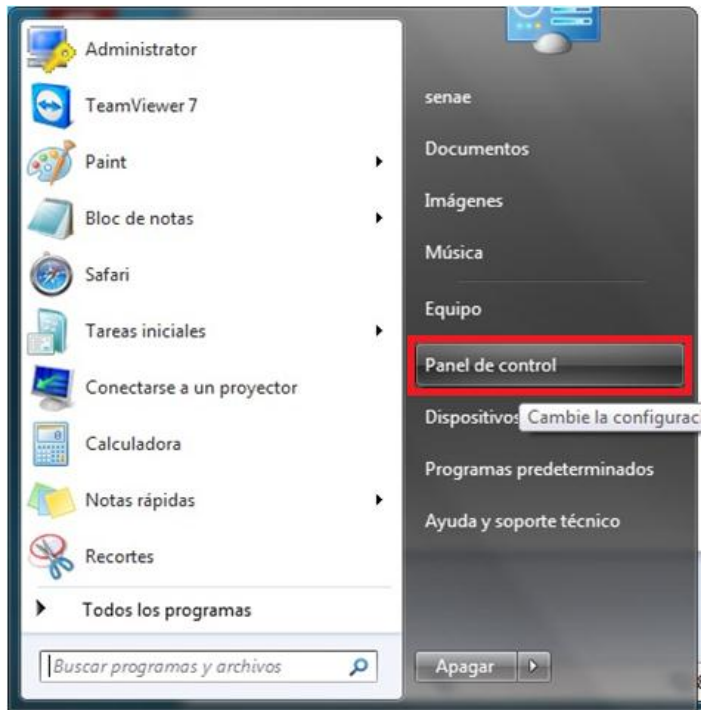 Administrator
TeamViewer 7
Paint
Bloc de notas
Safari
Tareas iniciales
Conectarse a un proyector
Calculadora
Notas rápidas
Recortes
Todos los programas
Buscar programas y archivos
senae
Documentos
Imágenes
Música
Equipo
Panel de control
Dispositivos
Cambie la configurac
Programas predeterminados
Ayuda y soporte técnico
Apagar